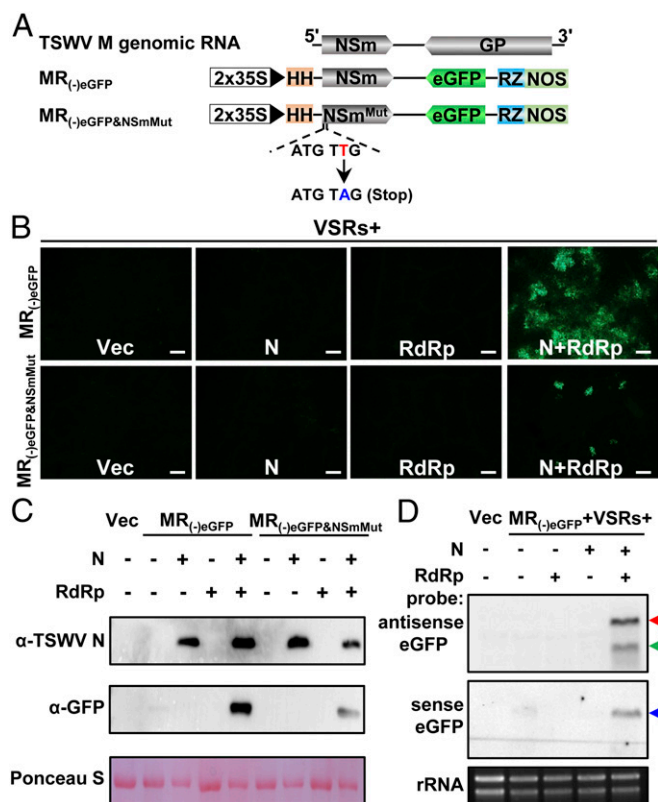 A
TSWV M genomic RNA 5' NSm GP 3'
MR(-)eGFP 2x35S HH NSm eGFP RZ NOS
MR(-)eGFP&NSmMut 2x35S HH NSmMut eGFP RZ NOS
ATG TTG
ATG TAG (Stop)
B
VSRs+
MR(-)eGFP
Vec N RdRp N+RdRp
MR(-)eGFP&NSmMut
Vec N RdRp N+RdRp
C
Vec MR(-)eGFP MR(-)eGFP&NSmMut
N - - + - + - + - +
RdRp - - - + + - - + +
α-TSWV N
α-GFP
Ponceau S
D
Vec MR(-)eGFP+VSRs+
N - - - + +
RdRp - - + - +
probe:
antisense
eGFP
sense
eGFP
rRNA